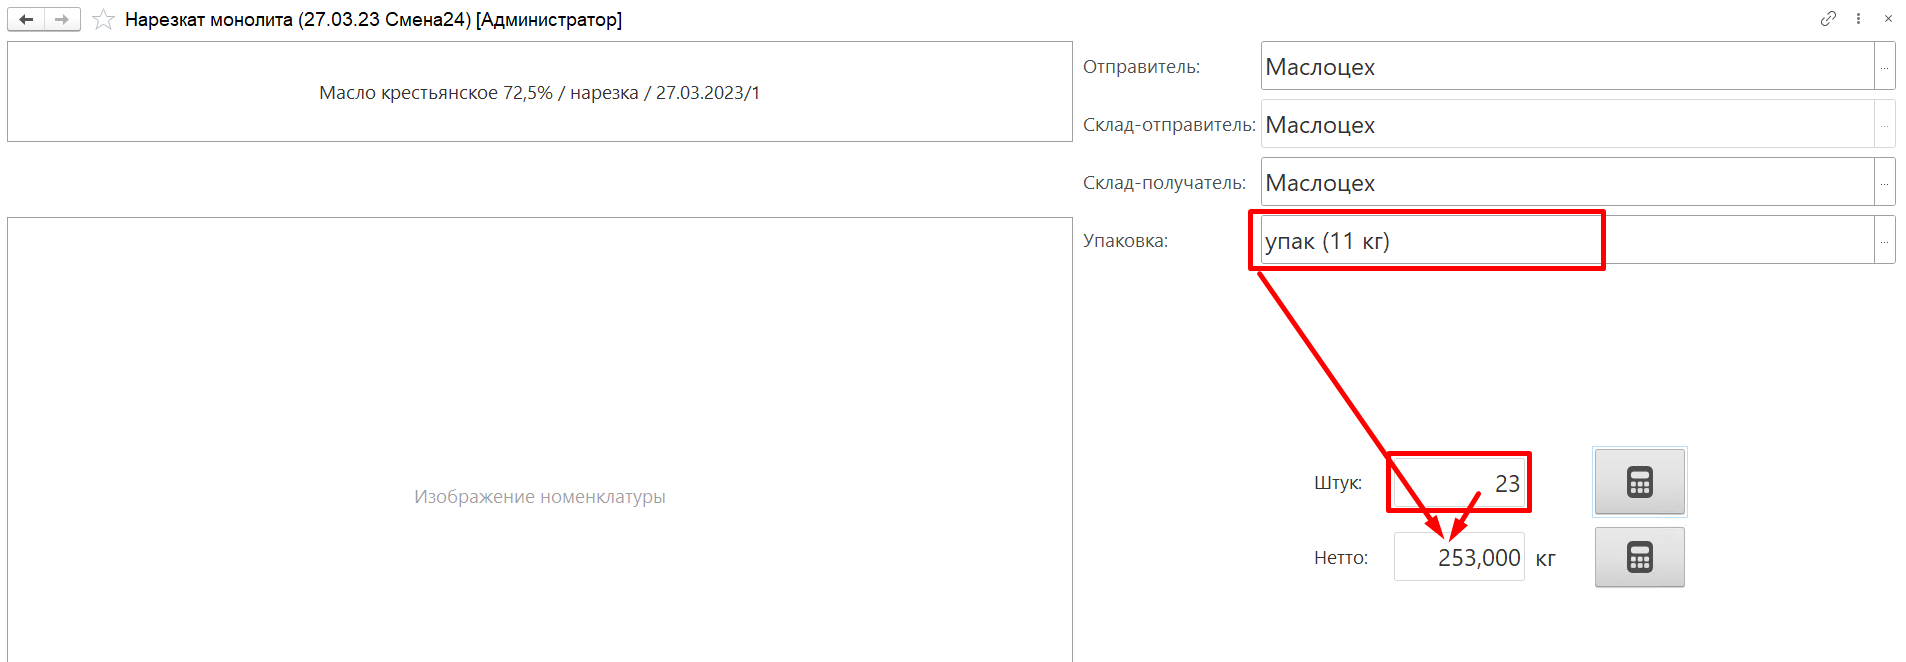 Нарезкат монолита (27.03.23 Смена24) [Администратор]
Масло крестьянское 72,5% / нарезка / 27.03.2023/1
Отправитель: Маслоцех ...
Склад-отправитель: Маслоцех ...
Склад-получатель: Маслоцех ...
Упаковка: упак (11 кг) ...
Изображение номенклатуры
Штук: 23
Нетто: 253,000 кг